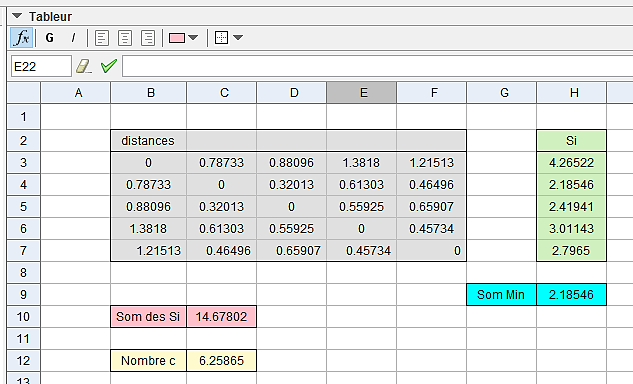 Tableur
fx G I
E22
A B C D E F G H
1
2 distances Si
3 0 0.78733 0.88096 1.3818 1.21513 4.26522
4 0.78733 0 0.32013 0.61303 0.46496 2.18546
5 0.88096 0.32013 0 0.55925 0.65907 2.41941
6 1.3818 0.61303 0.55925 0 0.45734 3.01143
7 1.21513 0.46496 0.65907 0.45734 0 2.7965
8
9 Som Min 2.18546
10 Som des Si 14.67802
11
12 Nombre c 6.25865
13